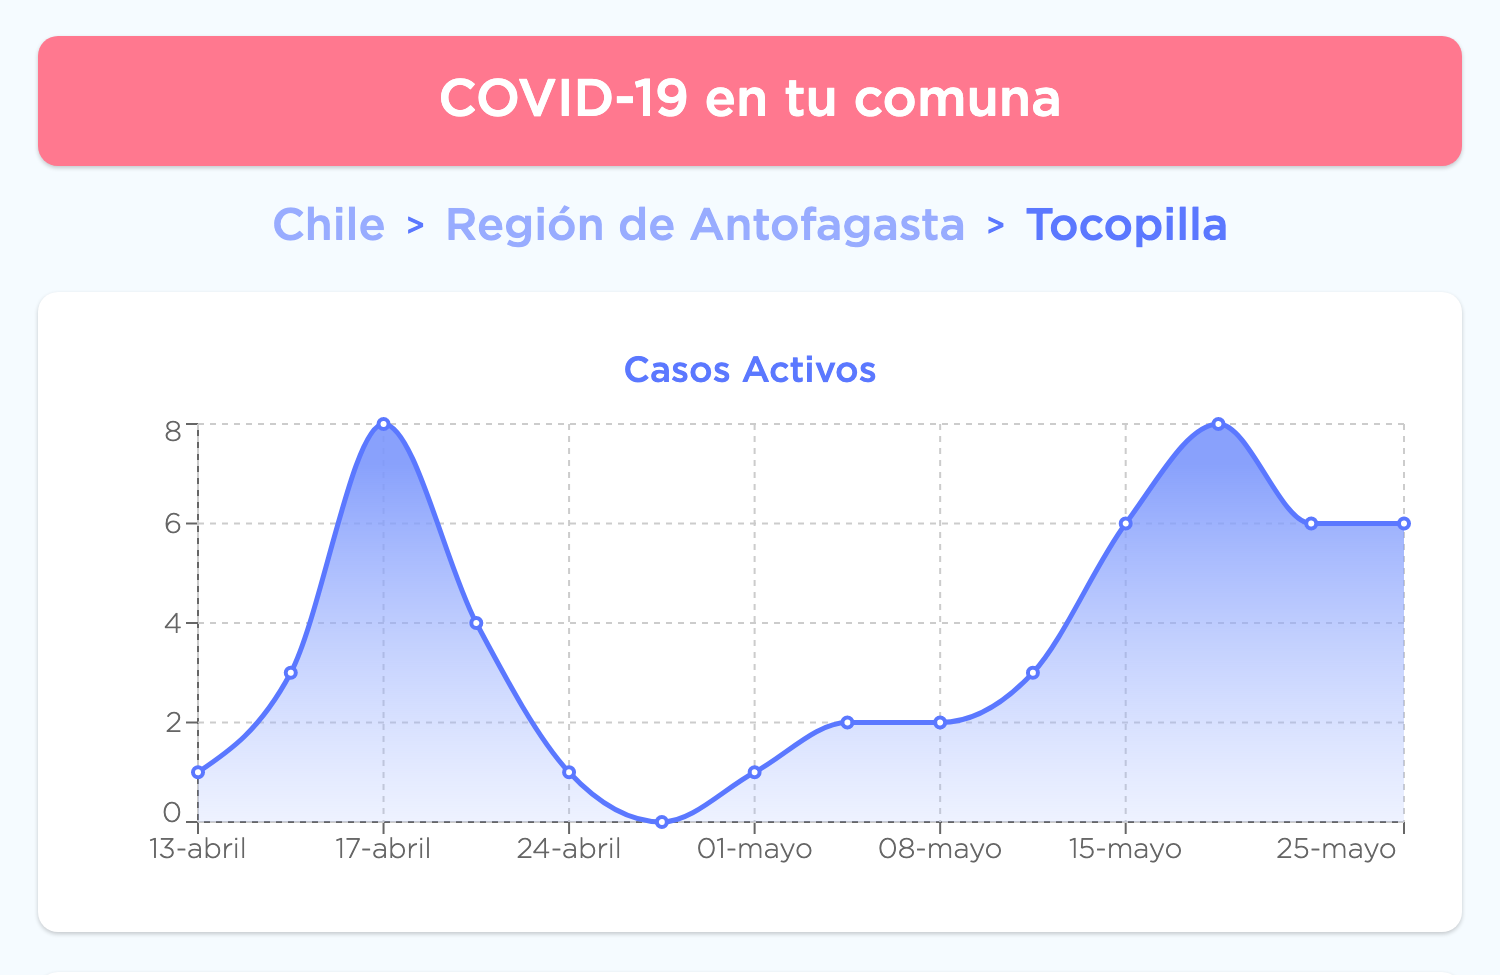 COVID-19 en tu comuna
Chile > Región de Antofagasta > Tocopilla
Casos Activos
8
6
4
2
0
13-abril 17-abril 24-abril 01-mayo 08-mayo 15-mayo 25-mayo